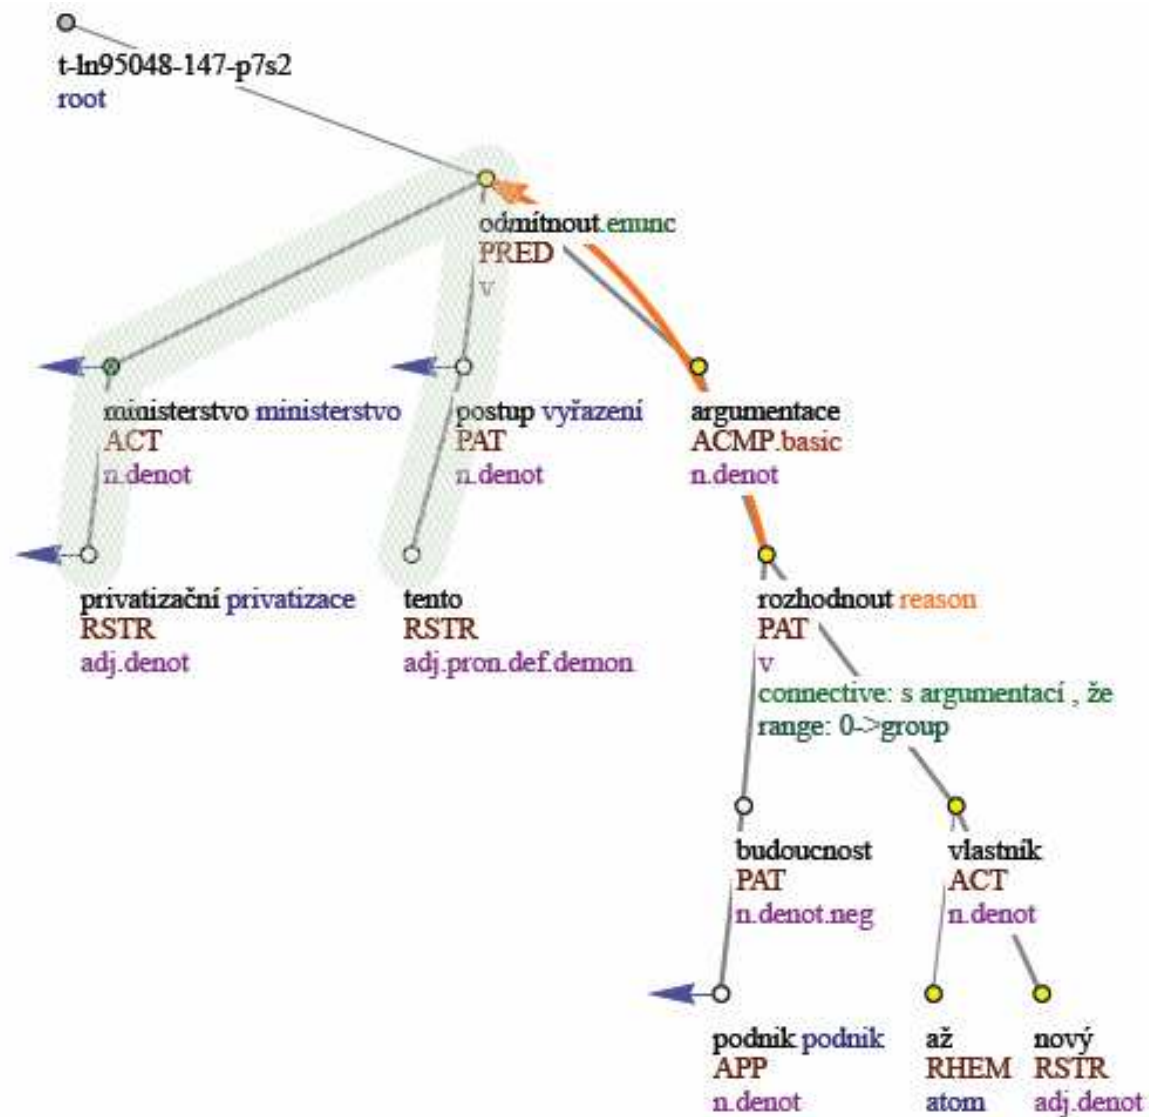 t-ln95048-147-p7s2
root
odmítnout.enunc
PRED
v
ministerstvo ministerstvo
ACT
n.denot
postup vyřazení
PAT
n.denot
argumentace
ACMP.basic
n.denot
privatizační privatizace
RSTR
adj.denot
tento
RSTR
adj.pron.def.demon
rozhodnout reason
PAT
v
connective: s argumentací , že
range: 0->group
budoucnost
PAT
n.denot.neg
vlastník
ACT
n.denot
podnik podnik
APP
n.denot
až
RHEM
atom
nový
RSTR
adj.denot